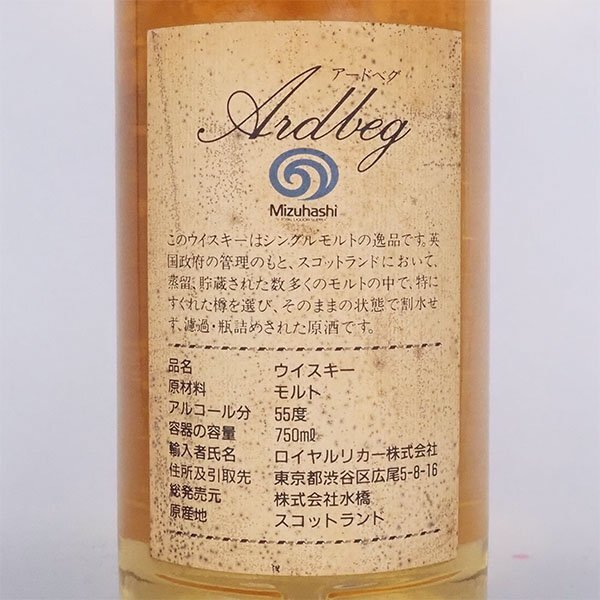 アードベグ
Ardbeg
Mizuhashi
このウイスキーはシングルモルトの逸品です。英
国政府の管理のもと、スコットランドにおいて、
蒸留、貯蔵された数多くのモルトの中で、特に
すぐれた樽を選び、そのままの状態で割水せ
ず、濾過・瓶詰めされた原酒です。
品名 ウイスキー
原材料 モルト
アルコール分 55度
容器の容量 750mℓ
輸入者氏名 ロイヤルリカー株式会社
住所及引取先 東京都渋谷区広尾5-8-16
総発売元 株式会社水橋
原産地 スコットランド